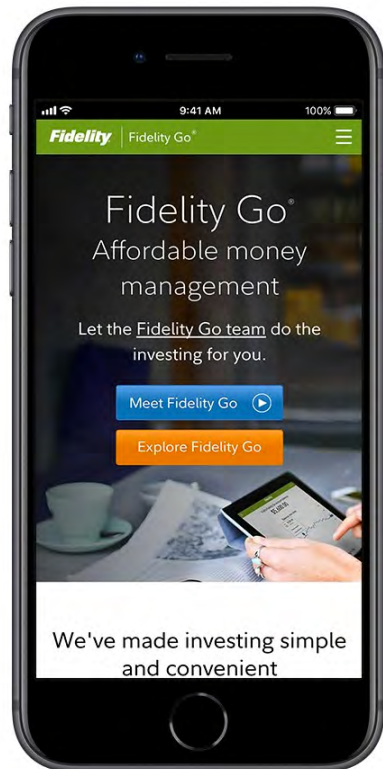 9:41 AM 100%
Fidelity Fidelity Go®
Fidelity Go®
Affordable money
management
Let the Fidelity Go team do the
investing for you.
Meet Fidelity Go
Explore Fidelity Go
We've made investing simple
and convenient